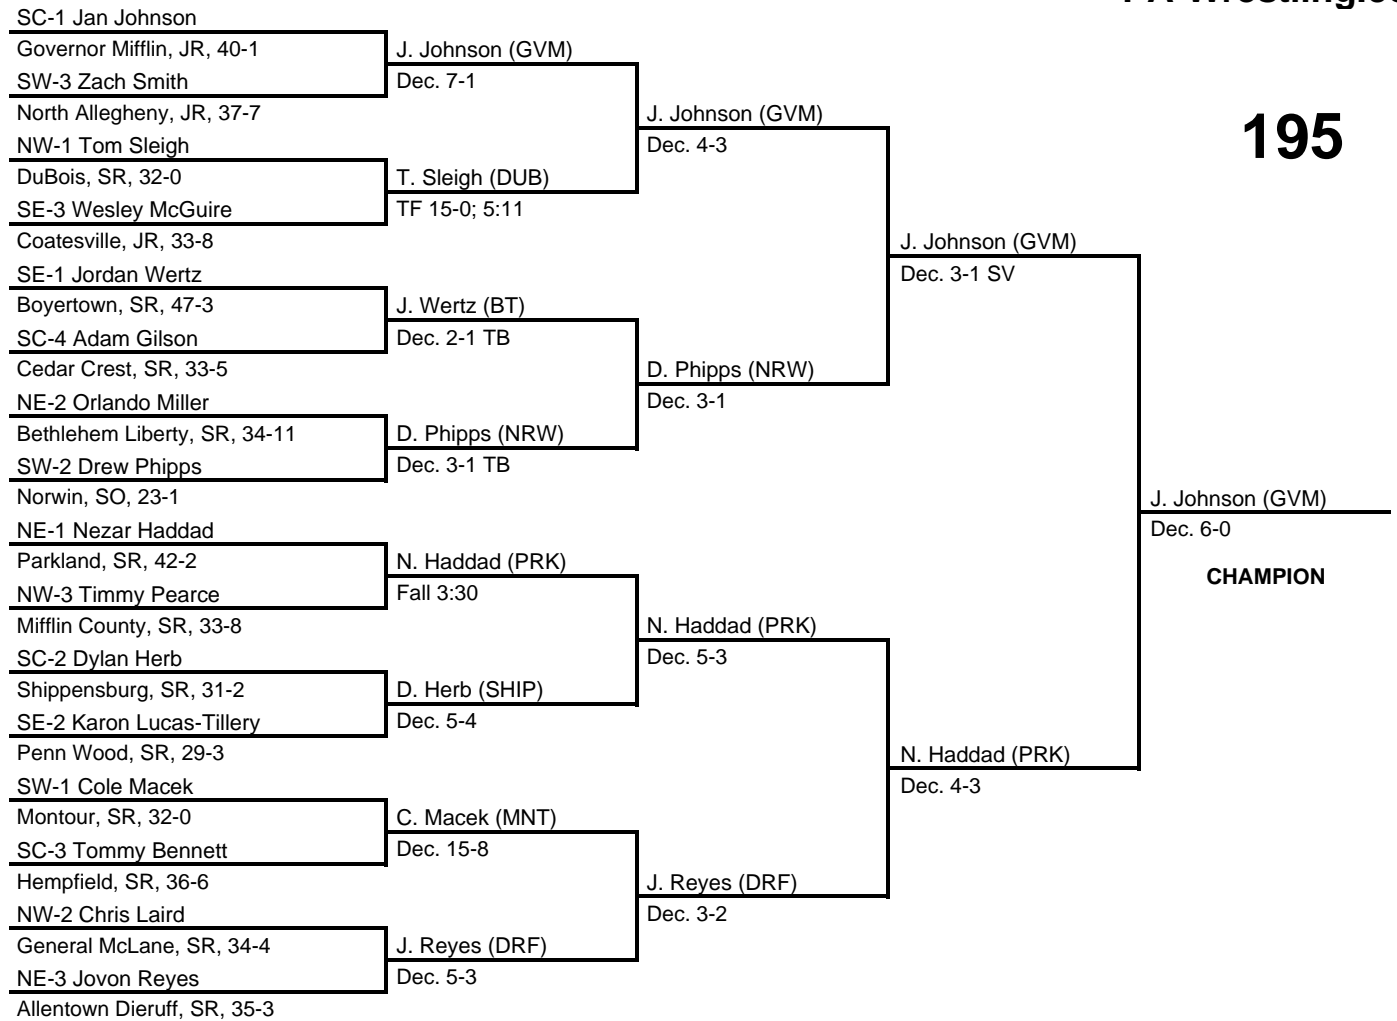 SC-1 Jan Johnson
Governor Mifflin, JR, 40-1
SW-3 Zach Smith
North Allegheny, JR, 37-7
NW-1 Tom Sleigh
DuBois, SR, 32-0
SE-3 Wesley McGuire
Coatesville, JR, 33-8
SE-1 Jordan Wertz
Boyertown, SR, 47-3
SC-4 Adam Gilson
Cedar Crest, SR, 33-5
NE-2 Orlando Miller
Bethlehem Liberty, SR, 34-11
SW-2 Drew Phipps
Norwin, SO, 23-1
NE-1 Nezar Haddad
Parkland, SR, 42-2
NW-3 Timmy Pearce
Mifflin County, SR, 33-8
SC-2 Dylan Herb
Shippensburg, SR, 31-2
SE-2 Karon Lucas-Tillery
Penn Wood, SR, 29-3
SW-1 Cole Macek
Montour, SR, 32-0
SC-3 Tommy Bennett
Hempfield, SR, 36-6
NW-2 Chris Laird
General McLane, SR, 34-4
NE-3 Jovon Reyes
Allentown Dieruff, SR, 35-3
J. Johnson (GVM)
Dec. 7-1
T. Sleigh (DUB)
TF 15-0; 5:11
J. Wertz (BT)
Dec. 2-1 TB
D. Phipps (NRW)
Dec. 3-1 TB
N. Haddad (PRK)
Fall 3:30
D. Herb (SHIP)
Dec. 5-4
C. Macek (MNT)
Dec. 15-8
J. Reyes (DRF)
Dec. 5-3
J. Johnson (GVM)
Dec. 4-3
D. Phipps (NRW)
Dec. 3-1
N. Haddad (PRK)
Dec. 5-3
J. Reyes (DRF)
Dec. 3-2
J. Johnson (GVM)
Dec. 3-1 SV
N. Haddad (PRK)
Dec. 4-3
195
J. Johnson (GVM)
Dec. 6-0
CHAMPION